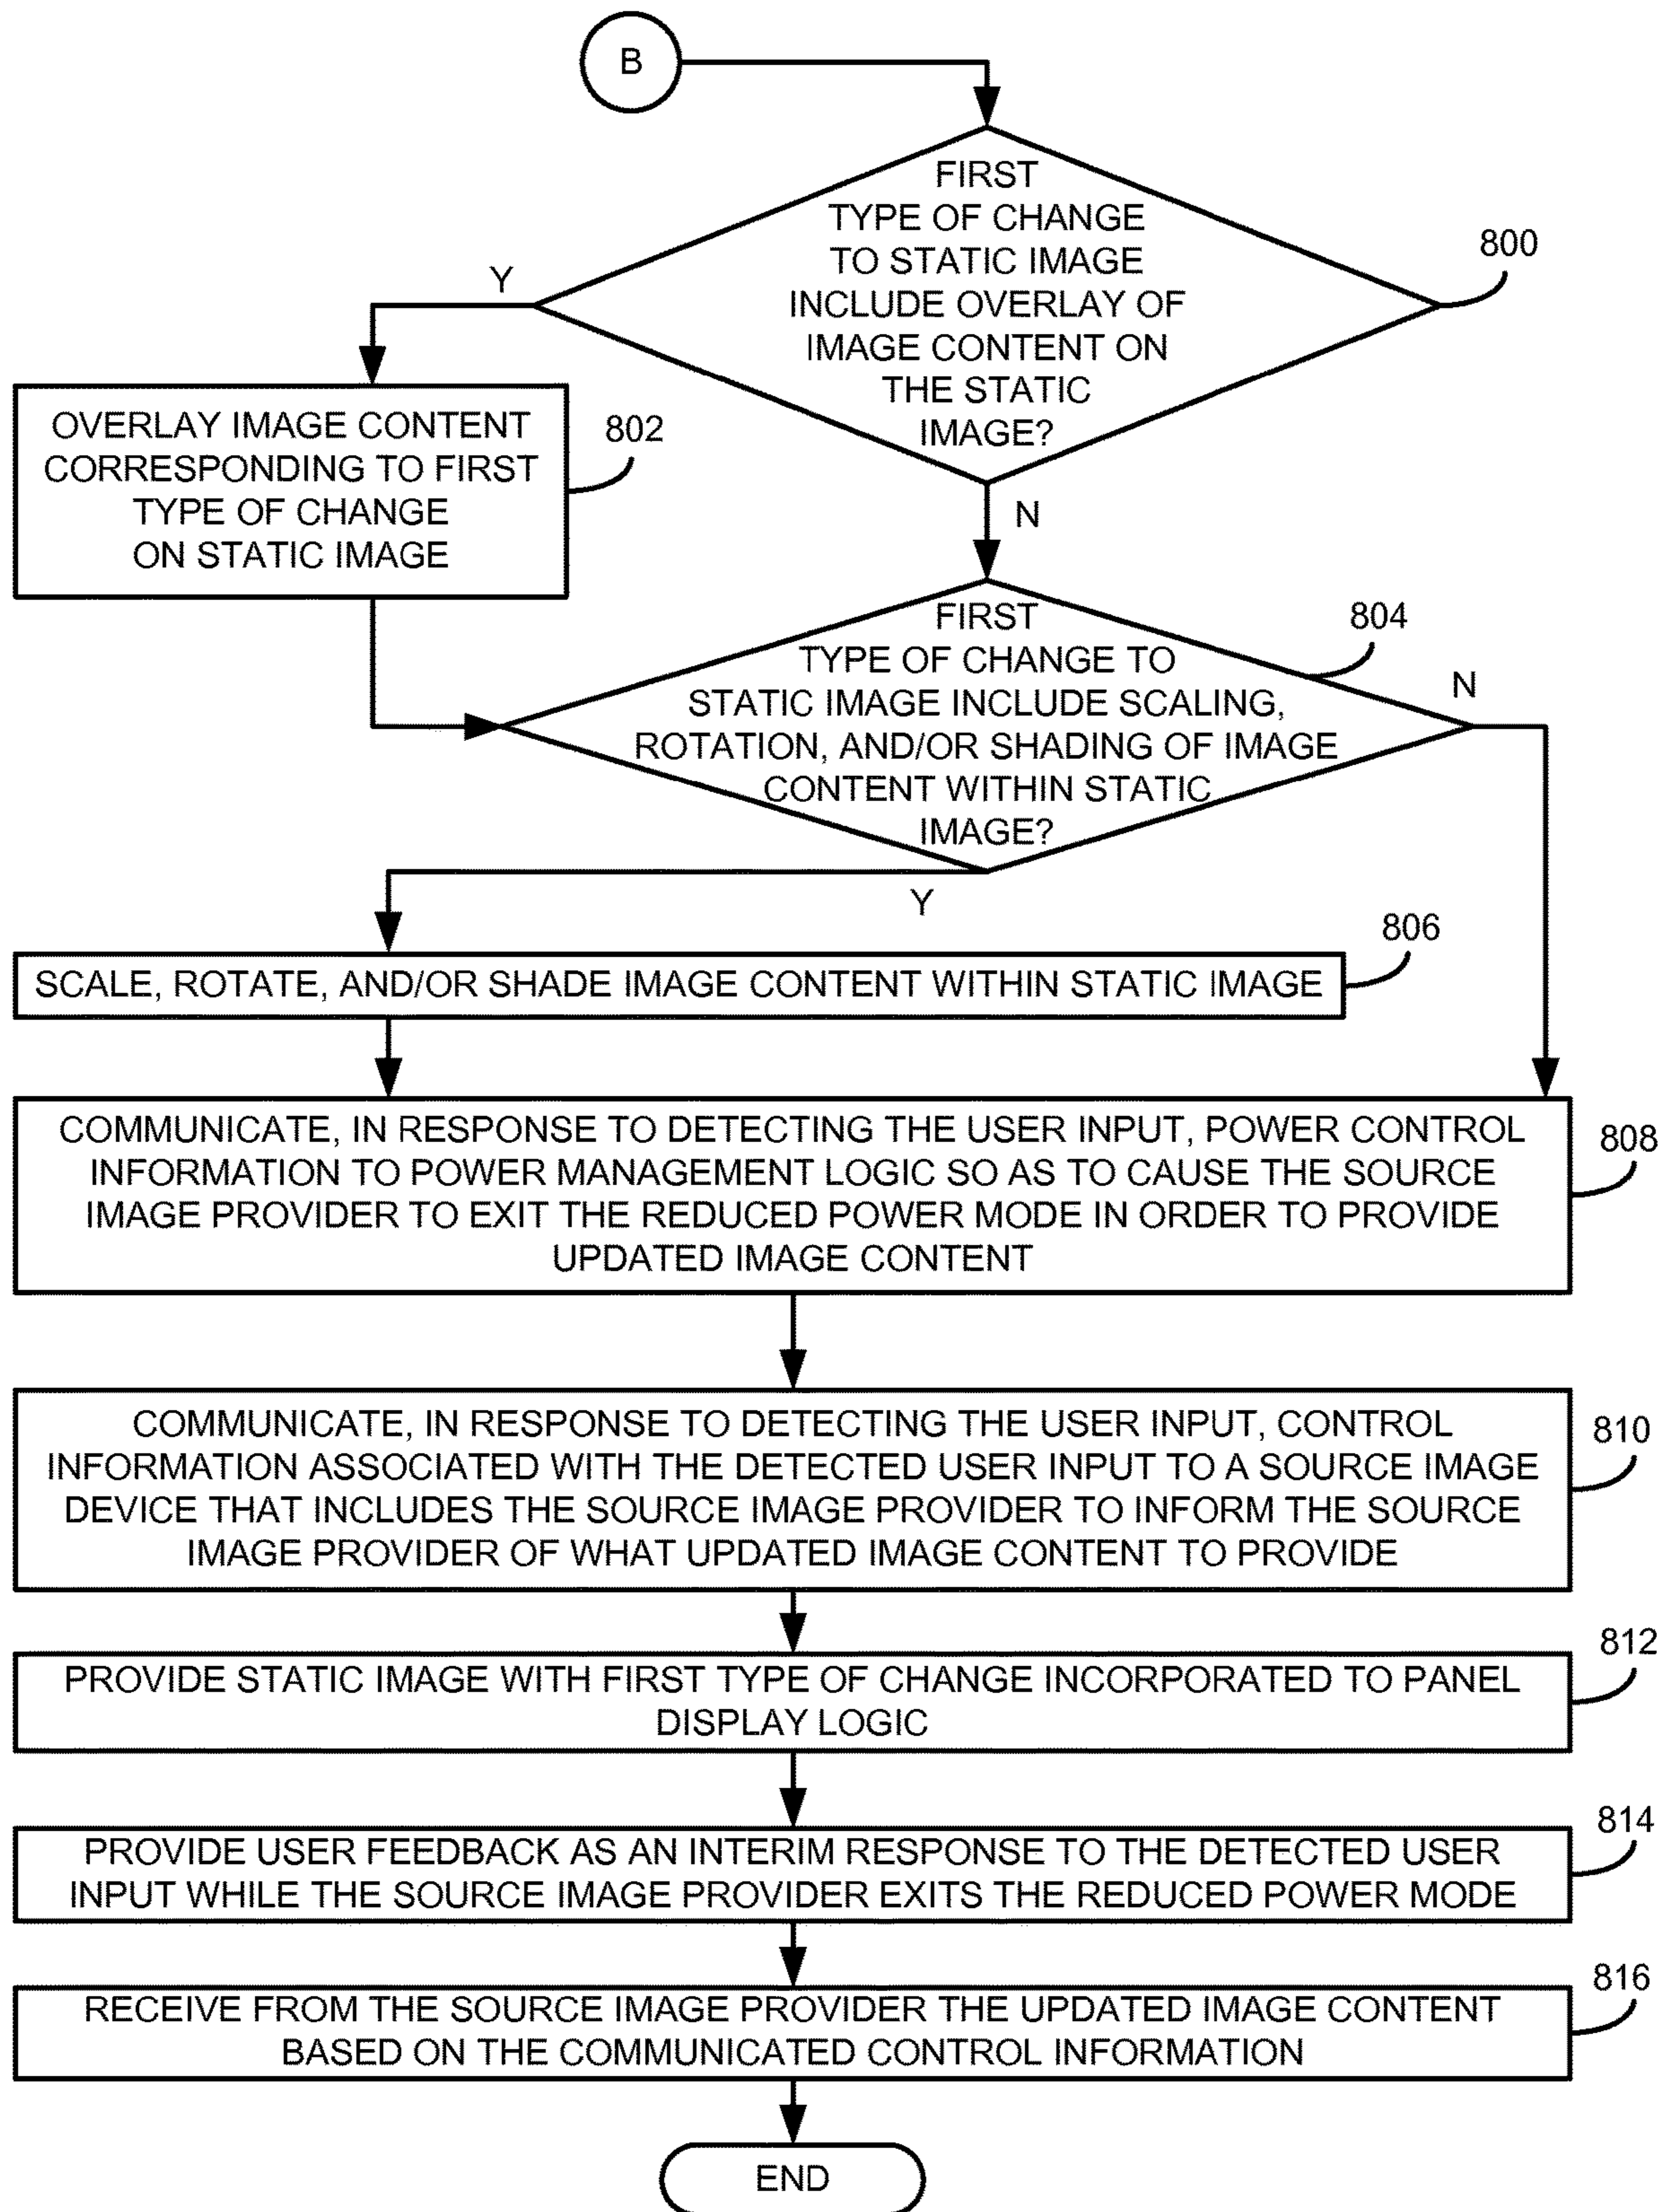 B
FIRST
TYPE OF CHANGE
TO STATIC IMAGE
INCLUDE OVERLAY OF
IMAGE CONTENT ON
THE STATIC
IMAGE?
800
Y
N
OVERLAY IMAGE CONTENT
CORRESPONDING TO FIRST
TYPE OF CHANGE
ON STATIC IMAGE
802
FIRST
TYPE OF CHANGE TO
STATIC IMAGE INCLUDE SCALING,
ROTATION, AND/OR SHADING OF IMAGE
CONTENT WITHIN STATIC
IMAGE?
804
N
Y
SCALE, ROTATE, AND/OR SHADE IMAGE CONTENT WITHIN STATIC IMAGE
806
COMMUNICATE, IN RESPONSE TO DETECTING THE USER INPUT, POWER CONTROL
INFORMATION TO POWER MANAGEMENT LOGIC SO AS TO CAUSE THE SOURCE
IMAGE PROVIDER TO EXIT THE REDUCED POWER MODE IN ORDER TO PROVIDE
UPDATED IMAGE CONTENT
808
COMMUNICATE, IN RESPONSE TO DETECTING THE USER INPUT, CONTROL
INFORMATION ASSOCIATED WITH THE DETECTED USER INPUT TO A SOURCE IMAGE
DEVICE THAT INCLUDES THE SOURCE IMAGE PROVIDER TO INFORM THE SOURCE
IMAGE PROVIDER OF WHAT UPDATED IMAGE CONTENT TO PROVIDE
810
PROVIDE STATIC IMAGE WITH FIRST TYPE OF CHANGE INCORPORATED TO PANEL
DISPLAY LOGIC
812
PROVIDE USER FEEDBACK AS AN INTERIM RESPONSE TO THE DETECTED USER
INPUT WHILE THE SOURCE IMAGE PROVIDER EXITS THE REDUCED POWER MODE
814
RECEIVE FROM THE SOURCE IMAGE PROVIDER THE UPDATED IMAGE CONTENT
BASED ON THE COMMUNICATED CONTROL INFORMATION
816
END